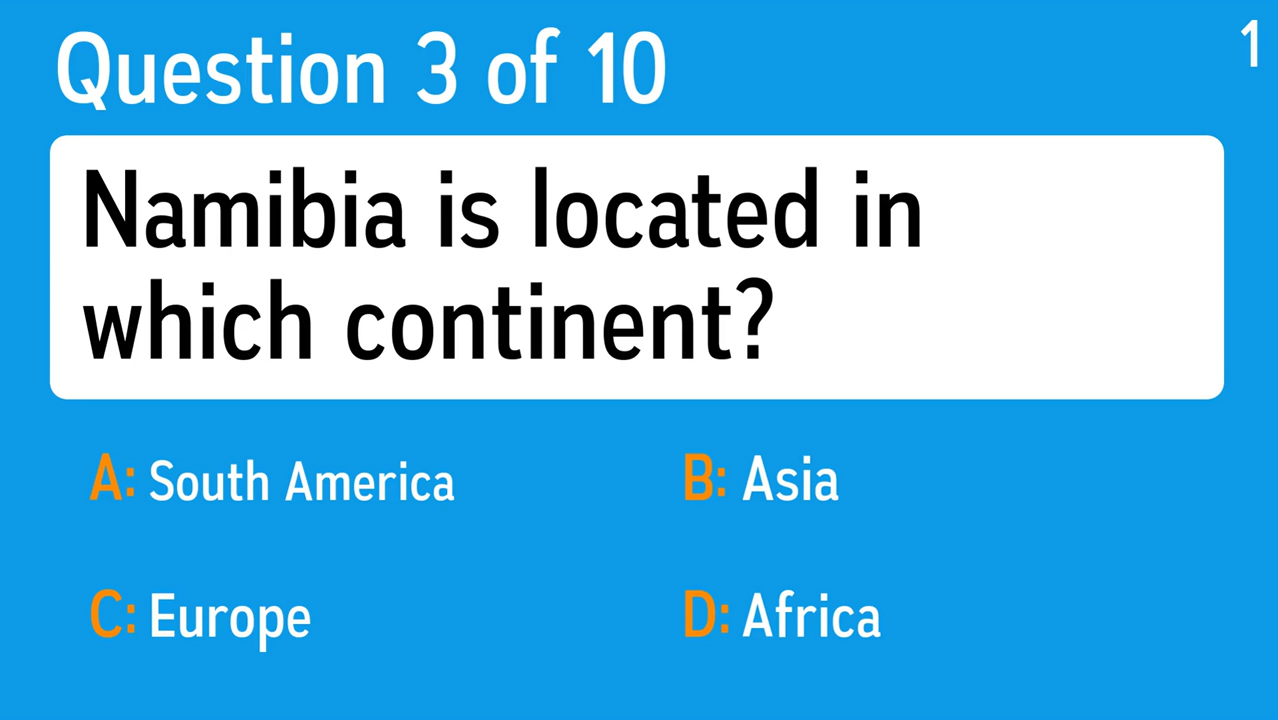 Question 3 of 10
1
Namibia is located in
which continent?
A: South America
B: Asia
C: Europe
D: Africa